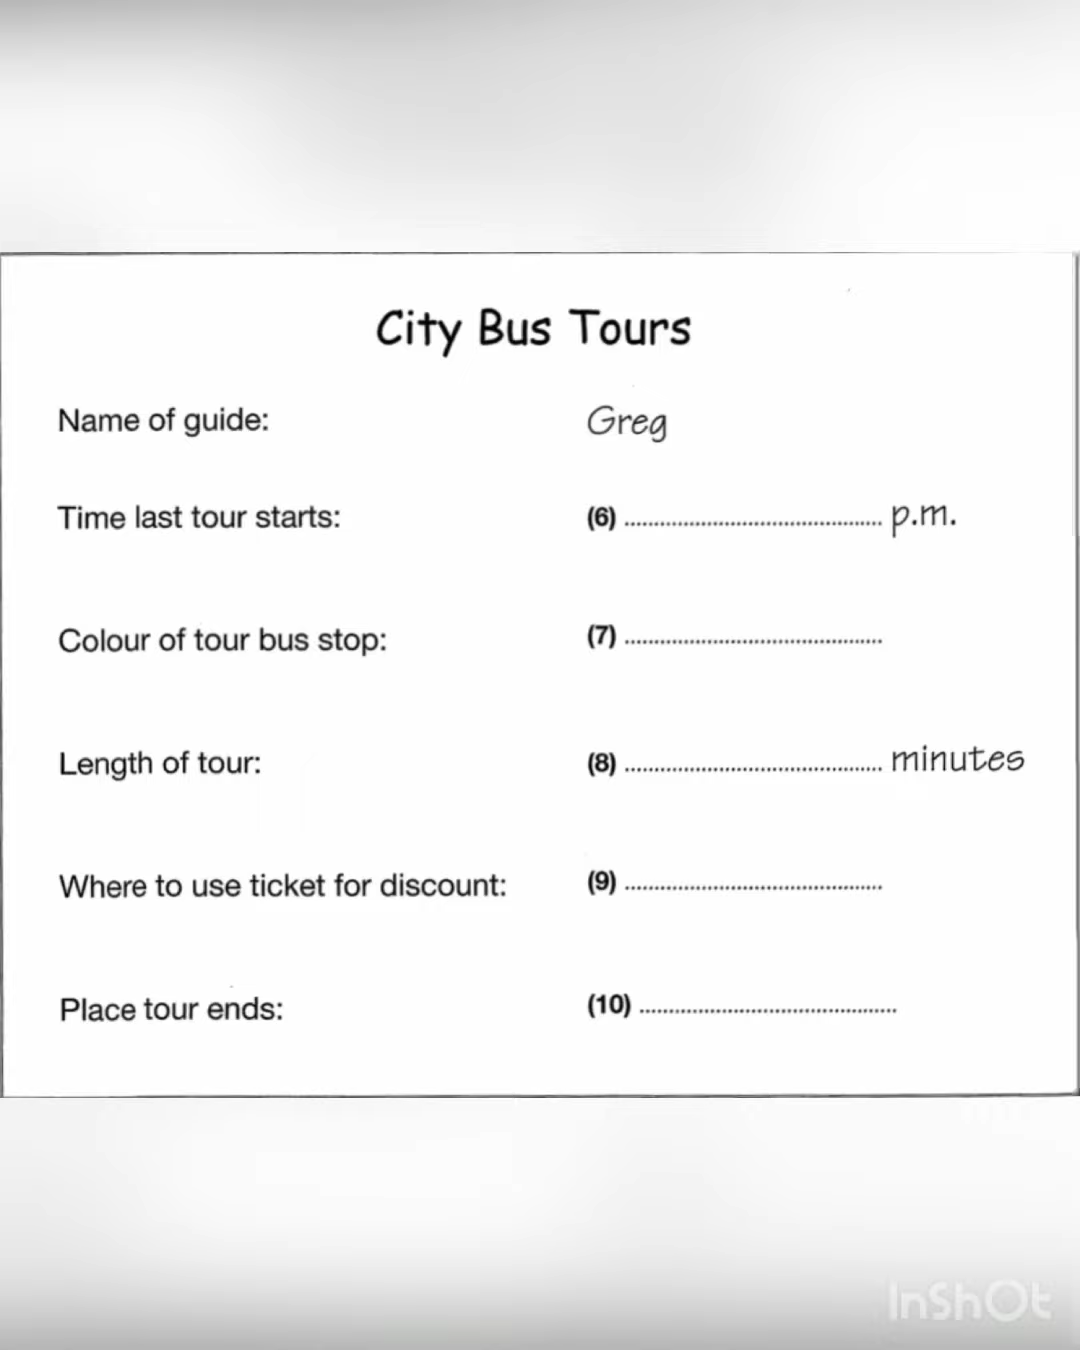 City Bus Tours
Name of guide: Greg
Time last tour starts: (6) ........................................... p.m.
Colour of tour bus stop: (7) ...........................................
Length of tour: (8) ........................................... minutes
Where to use ticket for discount: (9) ...........................................
Place tour ends: (10) ...........................................
InShOt